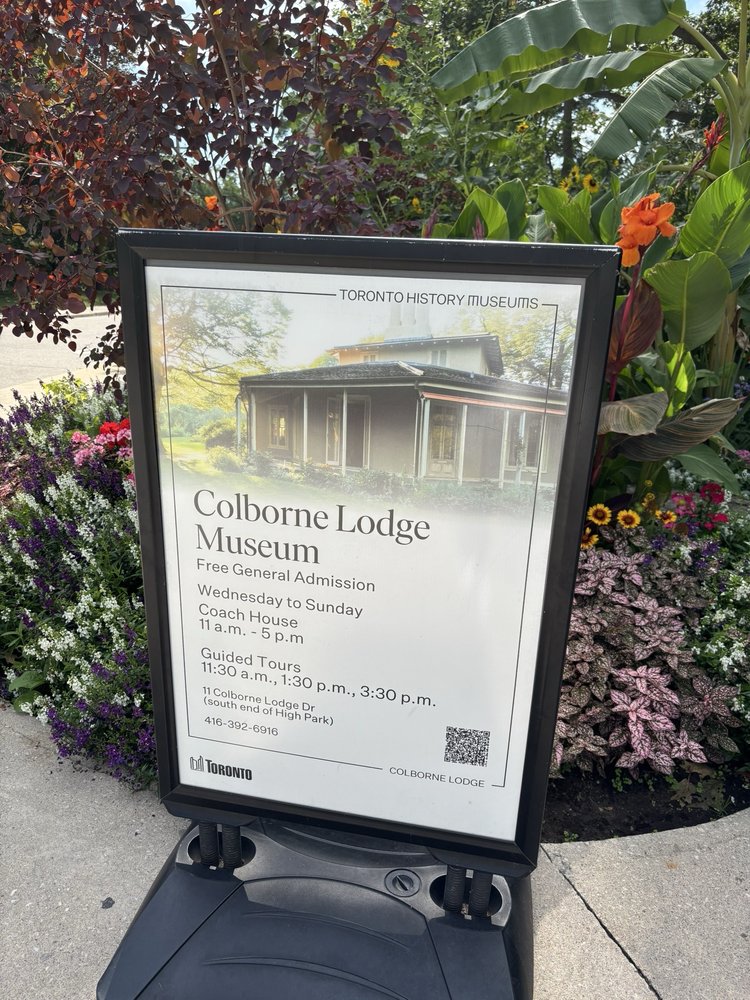 TORONTO HISTORY MUSEUMS
Colborne Lodge
Museum
Free General Admission
Wednesday to Sunday
Coach House
11 a.m. - 5 p.m
Guided Tours
11:30 a.m., 1:30 p.m., 3:30 p.m.
11 Colborne Lodge Dr
(south end of High Park)
416-392-6916
TORONTO
COLBORNE LODGE